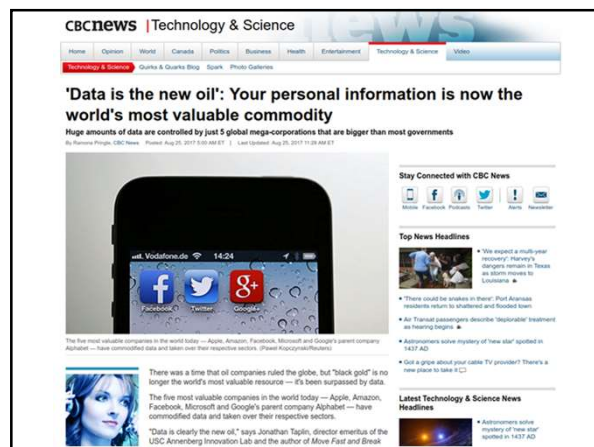 CBCnews | Technology & Science
Home Opinion World Canada Politics Business Health Entertainment Technology & Science Video
Technology & Science Quirks & Quarks Blog Spark Photo Galleries
'Data is the new oil': Your personal information is now the
world's most valuable commodity
Huge amounts of data are controlled by just 5 global mega-corporations that are bigger than most governments
By Ramona Pringle, CBC News Posted: Aug 25, 2017 5:00 AM ET | Last Updated: Aug 25, 2017 11:28 AM ET
Vodafone.de 14:24
Facebook Twitter Google+
The five most valuable companies in the world today — Apple, Amazon, Facebook, Microsoft and Google's parent company
Alphabet — have commodified data and taken over their respective sectors. (Pawel Kopczynski/Reuters)
There was a time that oil companies ruled the globe, but "black gold" is no
longer the world's most valuable resource — it's been surpassed by data.
The five most valuable companies in the world today — Apple, Amazon,
Facebook, Microsoft and Google's parent company Alphabet — have
commodified data and taken over their respective sectors.
"Data is clearly the new oil," says Jonathan Taplin, director emeritus of the
USC Annenberg Innovation Lab and the author of Move Fast and Break
Stay Connected with CBC News
Mobile Facebook Podcasts Twitter Alerts Newsletter
Top News Headlines
'We expect a multi-year
recovery': Harvey's
dangers remain in Texas
as storm moves to
Louisiana
'There could be snakes in there': Port Aransas
residents return to shattered and flooded town
Air Transat passengers describe 'deplorable' treatment
as hearing begins
Astronomers solve mystery of 'new star' spotted in
1437 AD
Got a gripe about your cable TV provider? There's a
new place to take it
Latest Technology & Science News
Headlines
Astronomers solve
mystery of 'new star'
spotted in 1437 AD